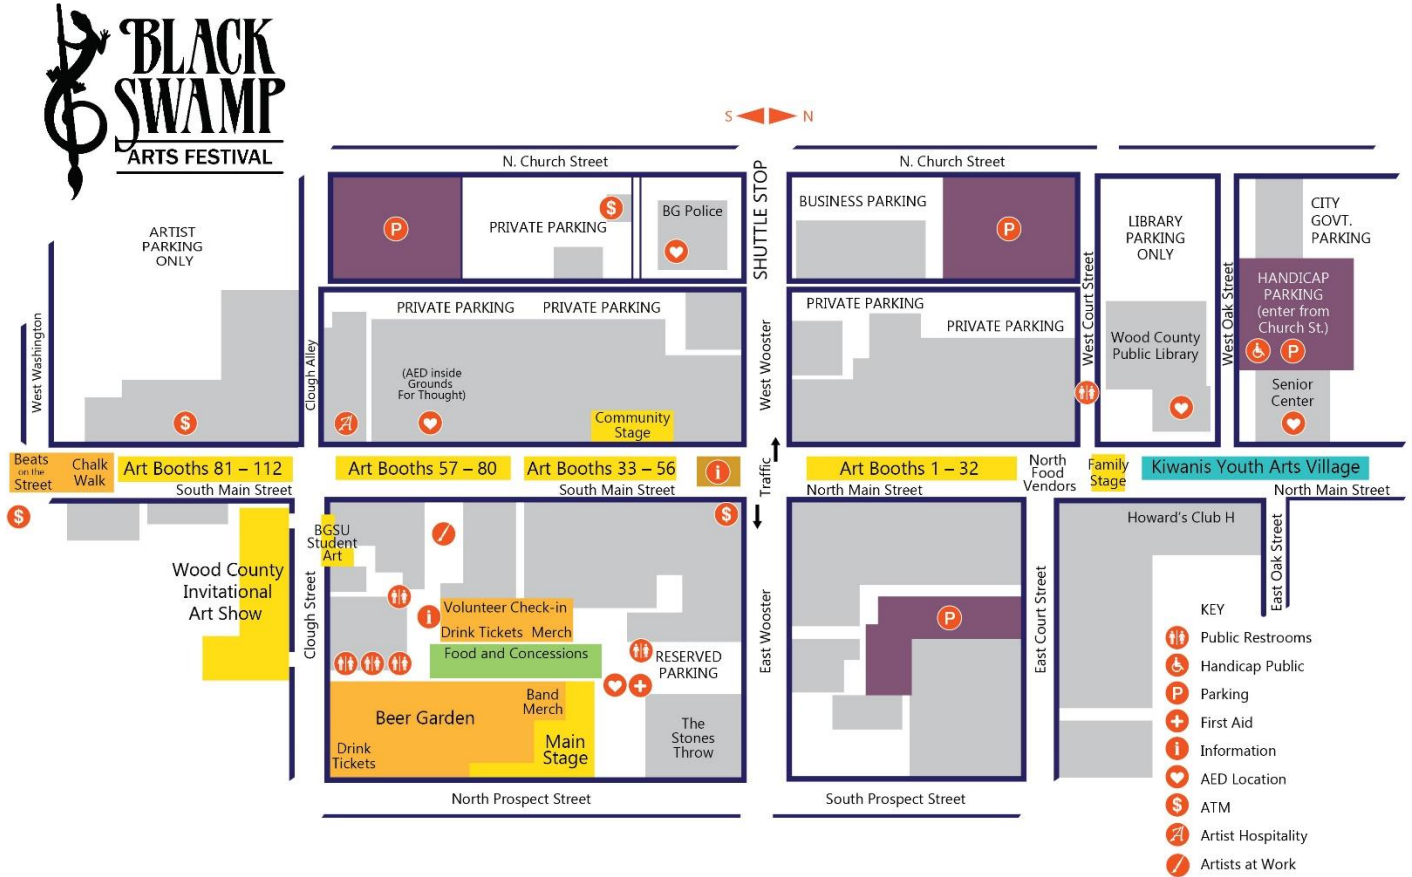 BLACK
SWAMP
ARTS FESTIVAL
S N
N. Church Street
N. Church Street
SHUTTLE STOP
ARTIST
PARKING
ONLY
P
PRIVATE PARKING
$
BG Police
BUSINESS PARKING
P
LIBRARY
PARKING
ONLY
CITY
GOVT.
PARKING
HANDICAP
PARKING
(enter from
Church St.)
P
West Washington
Clough Alley
PRIVATE PARKING
PRIVATE PARKING
West Wooster
PRIVATE PARKING
PRIVATE PARKING
West Court Street
West Oak Street
Wood County
Public Library
(AED inside
Grounds
For Thought)
Senior
Center
$
A
Community
Stage
Beats
on the
Street
Chalk
Walk
Art Booths 81 – 112
Art Booths 57 – 80
Art Booths 33 – 56
i
Traffic
Art Booths 1 – 32
North
Food
Vendors
Family
Stage
Kiwanis Youth Arts Village
South Main Street
South Main Street
North Main Street
North Main Street
$
$
BGSU
Student
Art
Howard's Club H
Wood County
Invitational
Art Show
Clough Street
i
Volunteer Check-in
Drink Tickets Merch
Food and Concessions
RESERVED
PARKING
East Wooster
P
East Court Street
East Oak Street
Beer Garden
Band
Merch
Drink
Tickets
Main
Stage
The
Stones
Throw
North Prospect Street
South Prospect Street
KEY
Public Restrooms
Handicap Public
P Parking
First Aid
i Information
AED Location
$ ATM
A Artist Hospitality
Artists at Work